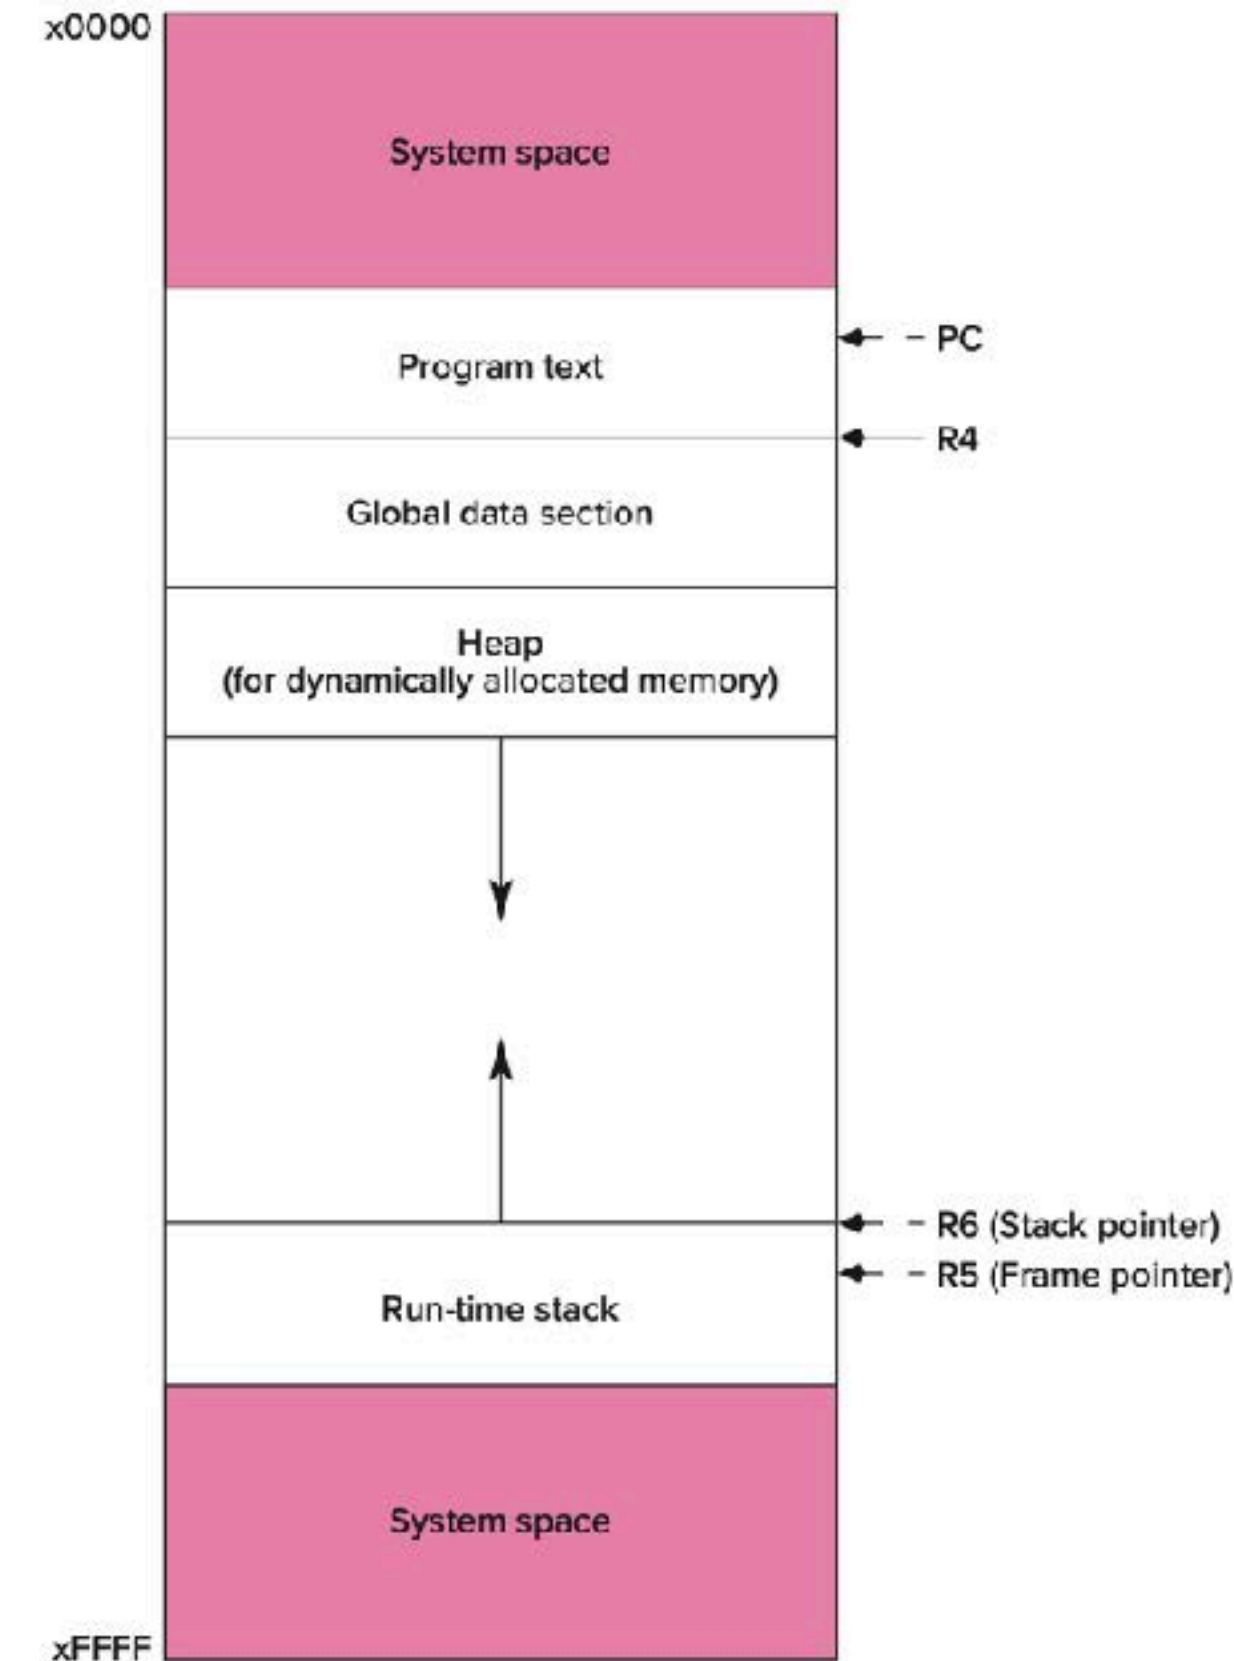 x0000
System space
PC
Program text
R4
Global data section
Heap
(for dynamically allocated memory)
R6 (Stack pointer)
R5 (Frame pointer)
Run-time stack
System space
xFFFF